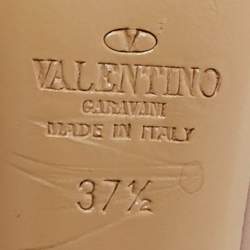 V
VALENTINO
GARAVANI
MADE IN ITALY
37½